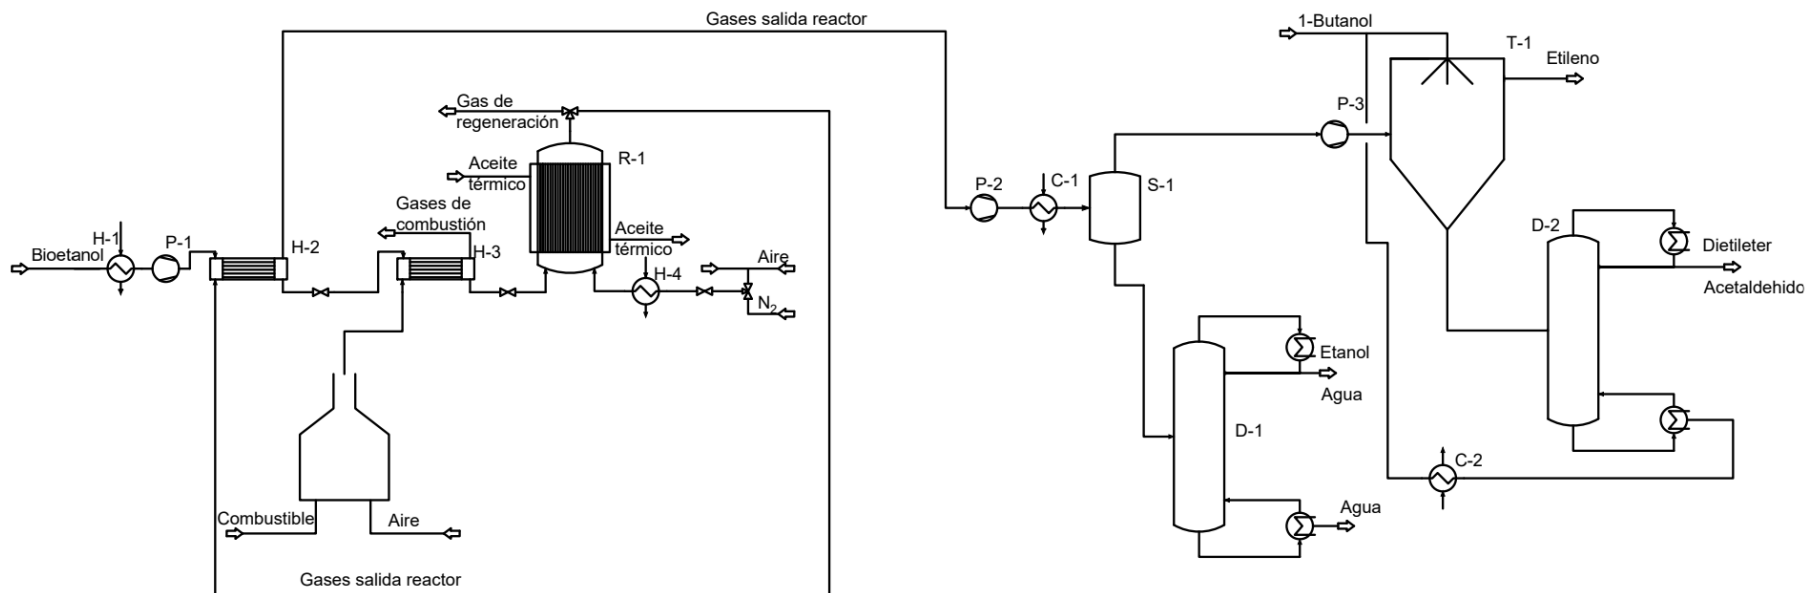 Gases salida reactor
1-Butanol
T-1
Etileno
Gas de
regeneración
P-3
Aceite
térmico
R-1
P-2
C-1
S-1
Gases de
combustión
Aceite
térmico
H-1
P-1
Bioetanol
H-2
H-3
H-4
Aire
N2
D-2
Dietileter
Acetaldehido
Etanol
Agua
D-1
C-2
Agua
Combustible
Aire
Gases salida reactor